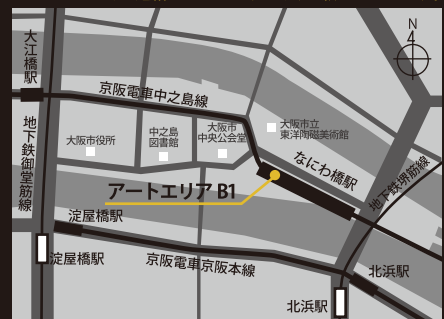 N
4
大江橋駅
京阪電車中之島線
地下鉄御堂筋線
大阪市役所
中之島
図書館
大阪市
中央公会堂
大阪市立
東洋陶磁美術館
なにわ橋駅
地下鉄堺筋線
アートエリア B1
淀屋橋駅
淀屋橋駅
京阪電車京阪本線
北浜駅
北浜駅